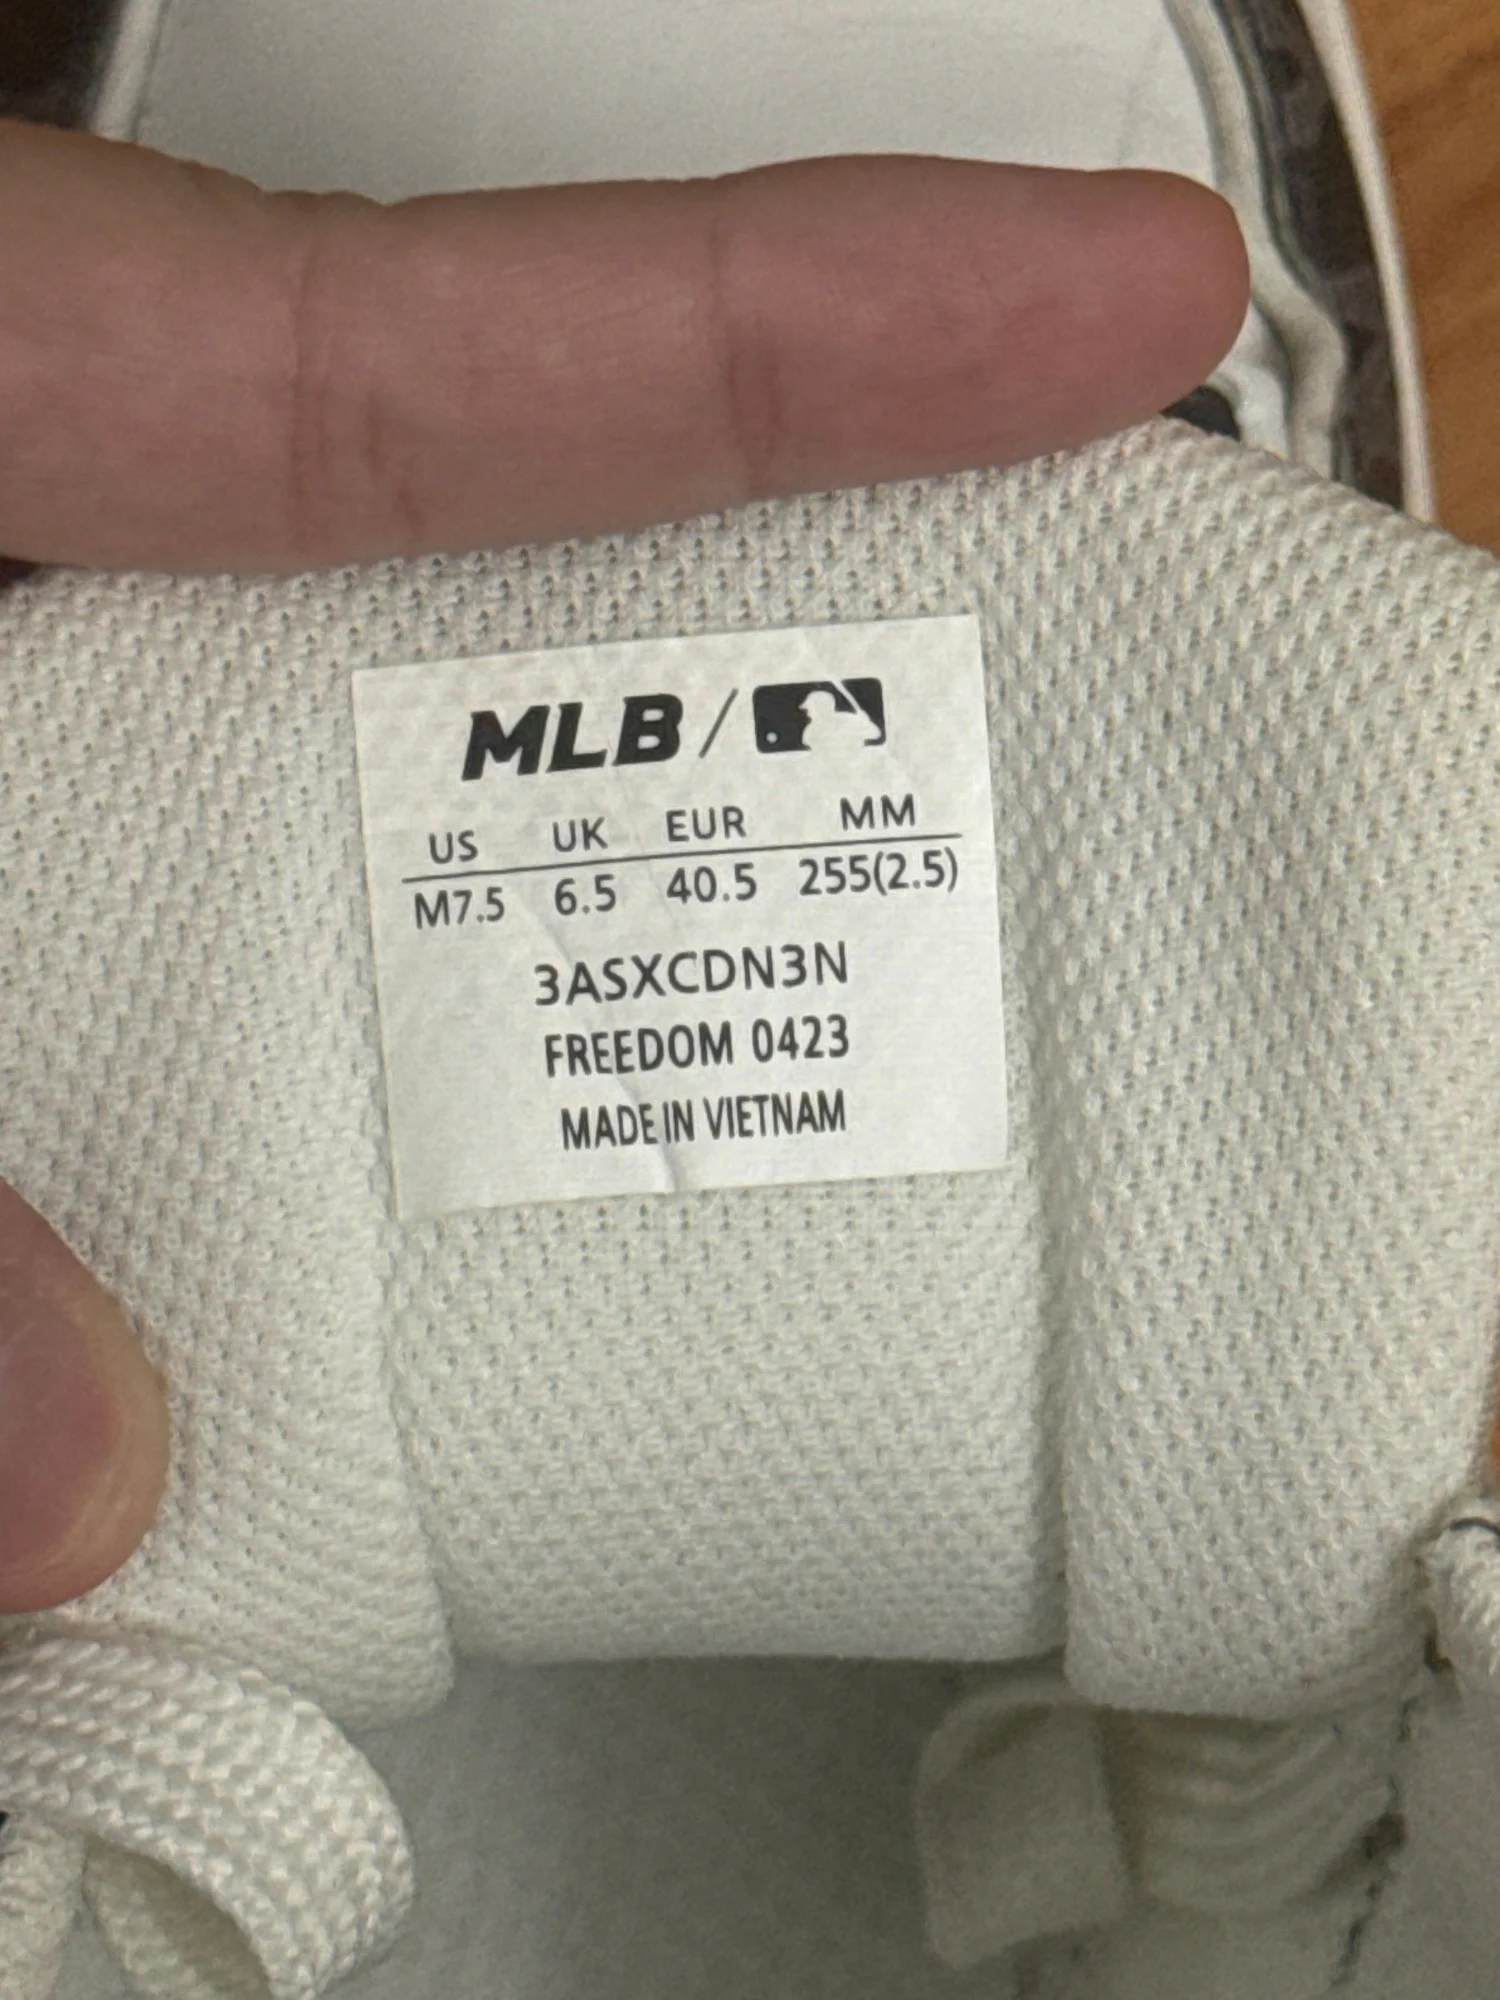 MLB /
US UK EUR MM
M7.5 6.5 40.5 255(2.5)
3ASXCDN3N
FREEDOM 0423
MADE IN VIETNAM